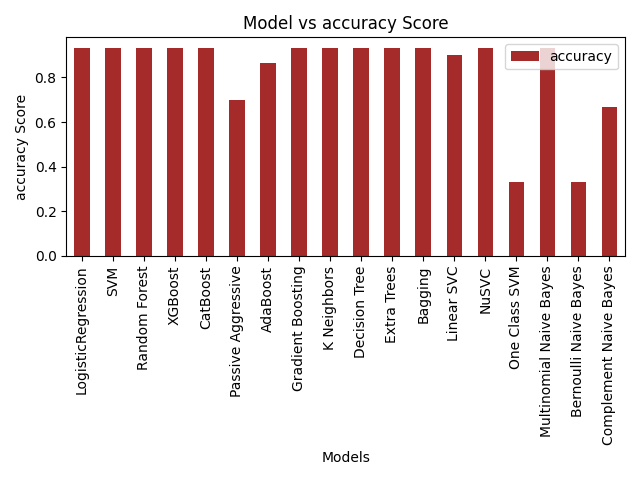 Model vs accuracy Score
accuracy
accuracy Score
0.8
0.6
0.4
0.2
0.0
LogisticRegression
SVM
Random Forest
XGBoost
CatBoost
Passive Aggressive
AdaBoost
Gradient Boosting
K Neighbors
Decision Tree
Extra Trees
Bagging
Linear SVC
NuSVC
One Class SVM
Multinomial Naive Bayes
Bernoulli Naive Bayes
Complement Naive Bayes
Models